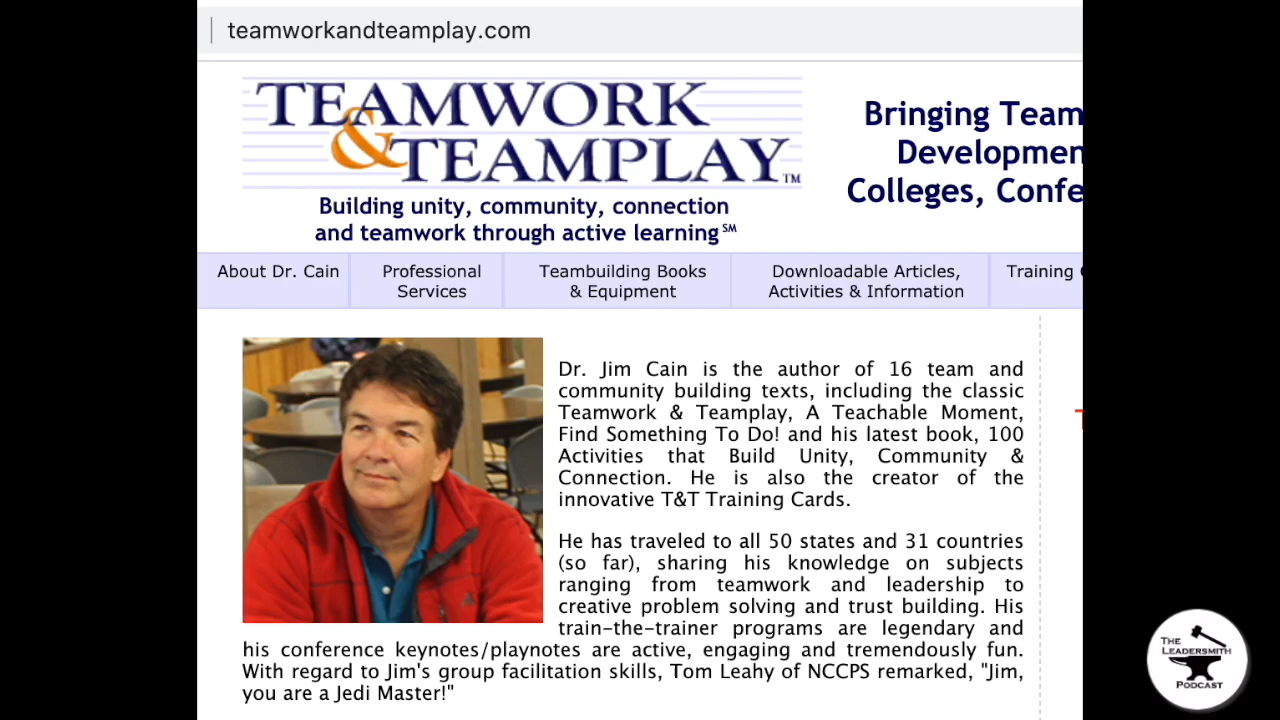 teamworkandteamplay.com
TEAMWORK
& TEAMPLAY™
Building unity, community, connection
and teamwork through active learning℠
Bringing Team
Developmen
Colleges, Confe
About Dr. Cain
Professional
Services
Teambuilding Books
& Equipment
Downloadable Articles,
Activities & Information
Training
Dr. Jim Cain is the author of 16 team and
community building texts, including the classic
Teamwork & Teamplay, A Teachable Moment,
Find Something To Do! and his latest book, 100
Activities that Build Unity, Community &
Connection. He is also the creator of the
innovative T&T Training Cards.
He has traveled to all 50 states and 31 countries
(so far), sharing his knowledge on subjects
ranging from teamwork and leadership to
creative problem solving and trust building. His
train-the-trainer programs are legendary and
his conference keynotes/playnotes are active, engaging and tremendously fun.
With regard to Jim's group facilitation skills, Tom Leahy of NCCPS remarked, "Jim,
you are a Jedi Master!"
THE
LEADERSMITH
PODCAST